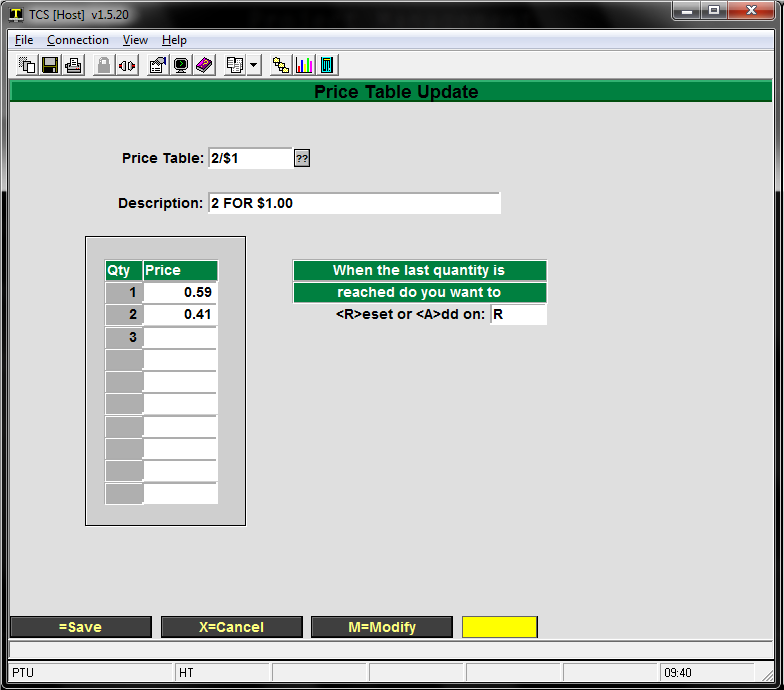 TCS [Host] v1.5.20
File Connection View Help
Price Table Update
Price Table: 2/$1 ??
Description: 2 FOR $1.00
Qty Price
1 0.59
2 0.41
3
When the last quantity is
reached do you want to
<R>eset or <A>dd on: R
=Save X=Cancel M=Modify
PTU HT 09:40